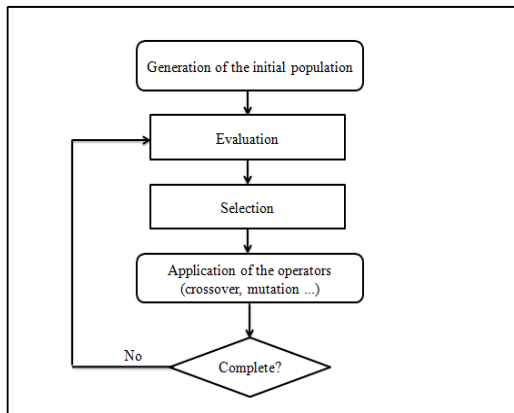 Generation of the initial population
Evaluation
Selection
Application of the operators
(crossover, mutation ...)
No
Complete?